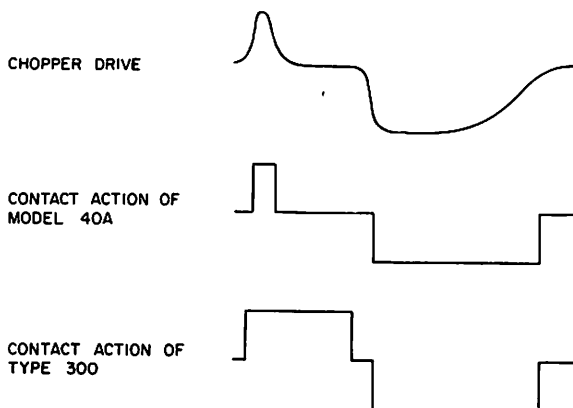 CHOPPER DRIVE
CONTACT ACTION OF
MODEL 40A
CONTACT ACTION OF
TYPE 300